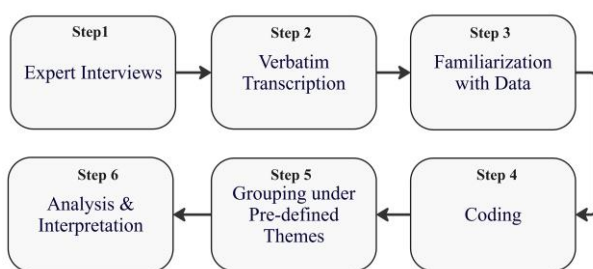 Step1
Expert Interviews
Step 2
Verbatim
Transcription
Step 3
Familiarization
with Data
Step 4
Coding
Step 5
Grouping under
Pre-defined
Themes
Step 6
Analysis &
Interpretation